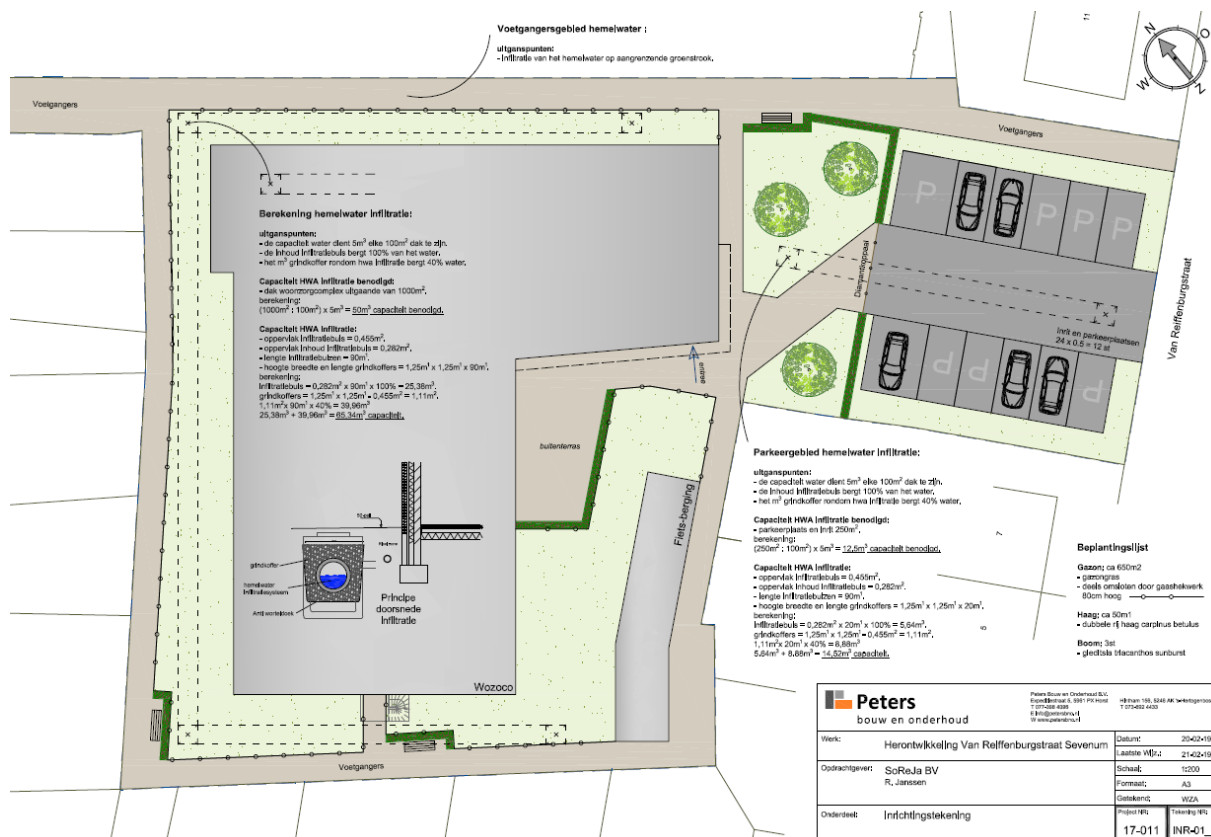 Voetgangersgebied hemelwater :
uitganspunten:
- infiltratie van het hemelwater op aangrenzende groenstrook.
N
O
W
Z
11
Voetgangers
Voetgangers
P
P
P
P
Berekening hemelwater infiltratie:
uitganspunten:
- de capaciteit water dient 5m³ elke 100m² dak te zijn.
- de inhoud infiltratiebuis bergt 100% van het water.
- het m³ grindkoffer rondom hwa infiltratie bergt 40% water.
Capaciteit HWA infiltratie benodigd:
- dak woonzorgcomplex uitgaande van 1000m²,
berekening:
(1000m² : 100m²) x 5m³ = 50m³ capaciteit benodigd.
Capaciteit HWA infiltratie:
- oppervlak infiltratiebuis = 0,455m²,
- oppervlak inhoud infiltratiebuis = 0,282m²,
- lengte infiltratiebuizen = 90m¹,
- hoogte breedte en lengte grindkoffers = 1,25m¹ x 1,25m¹ x 90m¹,
berekening:
infiltratiebuis = 0,282m² x 90m¹ x 100% = 25,38m³,
grindkoffers = 1,25m¹ x 1,25m¹ - 0,455m² = 1,11m²,
1,11m² x 90m¹ x 40% = 39,96m³
25,38m³ + 39,96m³ = 65,34m³ capaciteit.
Diamantkoppaal
Inrit en parkeerplaatsen
24 x 0.5 = 12 st
Van Reiffenburgstraat
P
P
P
entree
buitenterras
Fiets-berging
grindkoffer
hemelwater
infiltratiesysteem
Anti worteldoek
Principe
doorsnede
infiltratie
Wozoco
Voetgangers
Parkeergebied hemelwater infiltratie:
uitganspunten:
- de capaciteit water dient 5m³ elke 100m² dak te zijn.
- de inhoud infiltratiebuis bergt 100% van het water.
- het m³ grindkoffer rondom hwa infiltratie bergt 40% water.
Capaciteit HWA infiltratie benodigd:
- parkeerplaats en inrit 250m²,
berekening:
(250m² : 100m²) x 5m³ = 12,5m³ capaciteit benodigd.
Capaciteit HWA infiltratie:
- oppervlak infiltratiebuis = 0,455m²,
- oppervlak inhoud infiltratiebuis = 0,282m²,
- lengte infiltratiebuizen = 90m¹,
- hoogte breedte en lengte grindkoffers = 1,25m¹ x 1,25m¹ x 20m¹,
berekening:
infiltratiebuis = 0,282m² x 20m¹ x 100% = 5,64m³,
grindkoffers = 1,25m¹ x 1,25m¹ - 0,455m² = 1,11m²,
1,11m² x 20m¹ x 40% = 8,88m³
5,64m³ + 8,88m³ = 14,52m³ capaciteit.
7
Beplantingslijst
Gazon: ca 650m2
- gazongras
- deels omsloten door gaashekwerk
80cm hoog
Haag: ca 50m1
- dubbele rij haag carpinus betulus
Boom: 3st
- gleditsia triacanthos sunburst
Peters
bouw en onderhoud
Peters Bouw en Onderhoud B.V.
Werk: Herontwikkeling Van Reiffenburgstraat Sevenum
Opdrachtgever: SoReJa BV
R. Janssen
Onderdeel: Inrichtingstekening
Datum: 20-02-19
Laatste Wijz.: 21-02-19
Schaal: 1:200
Formaat: A3
Getekend: WZA
Project NR: 17-011
Tekening NR: INR-01